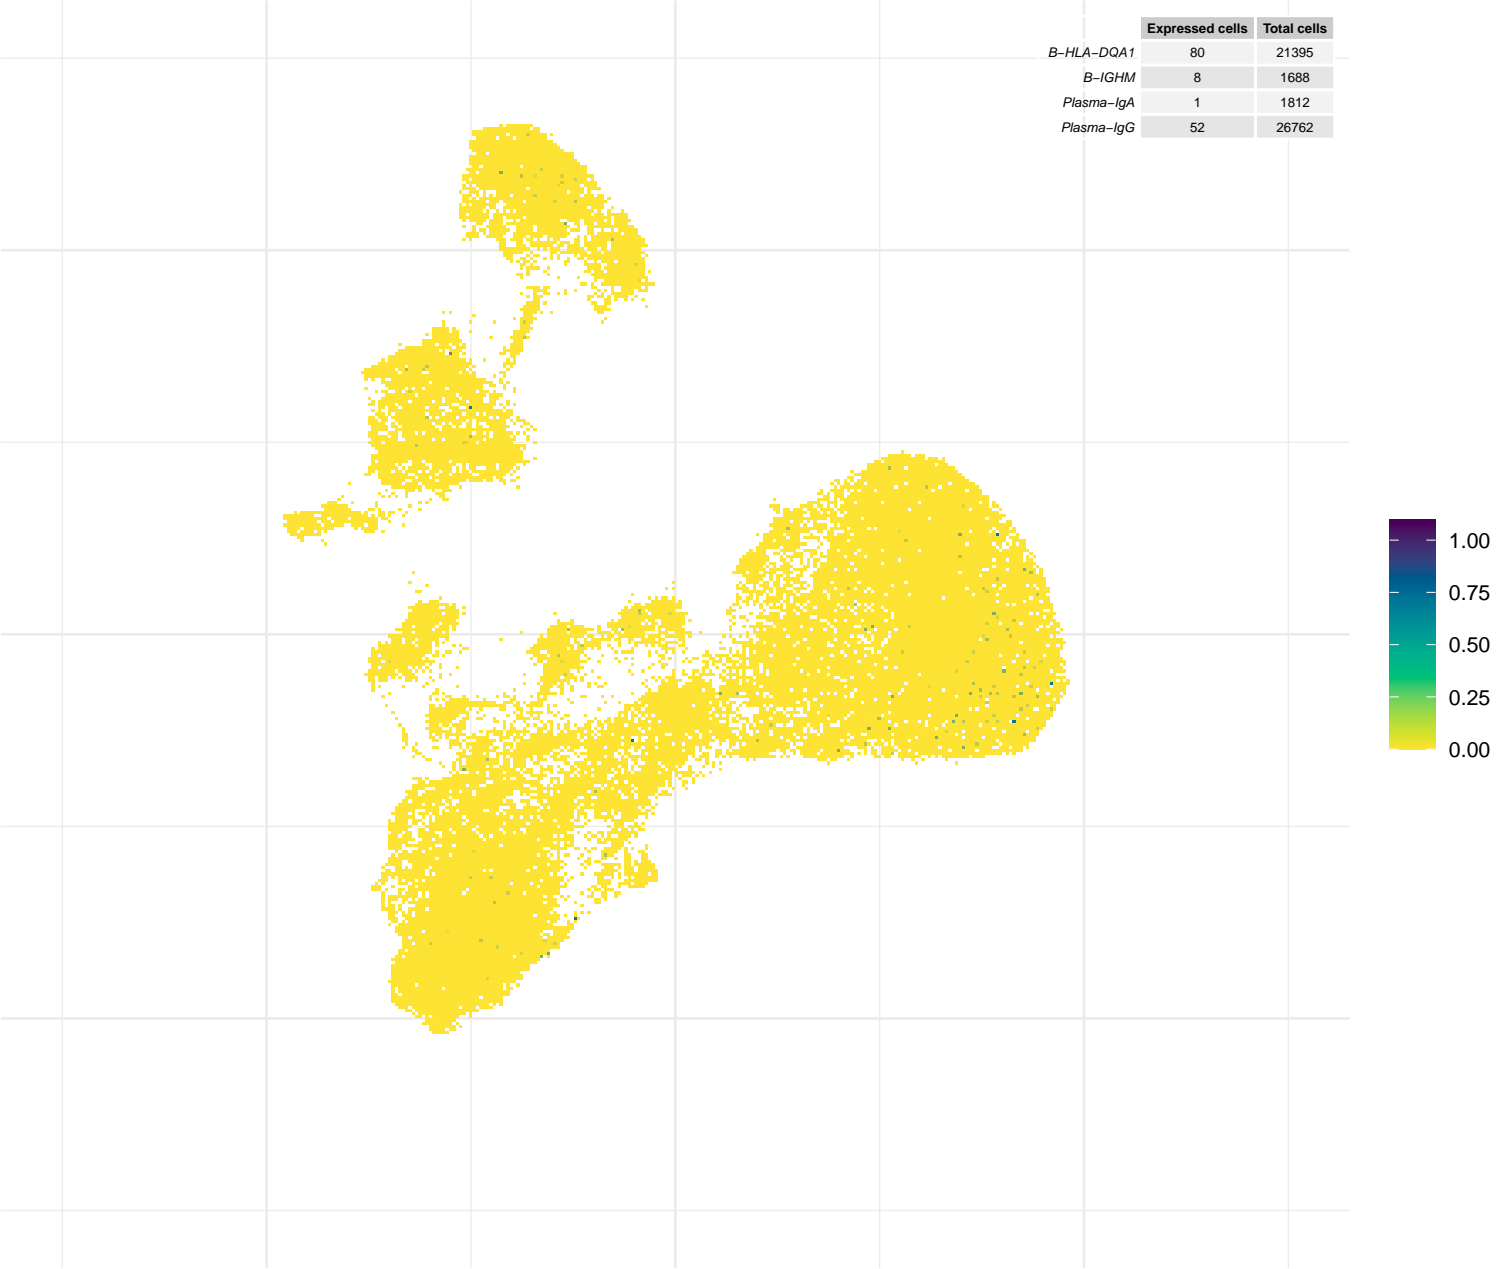 Expressed cells Total cells
B−HLA−DQA1 80 21395
B−IGHM 8 1688
Plasma−IgA 1 1812
Plasma−IgG 52 26762
1.00
0.75
0.50
0.25
0.00